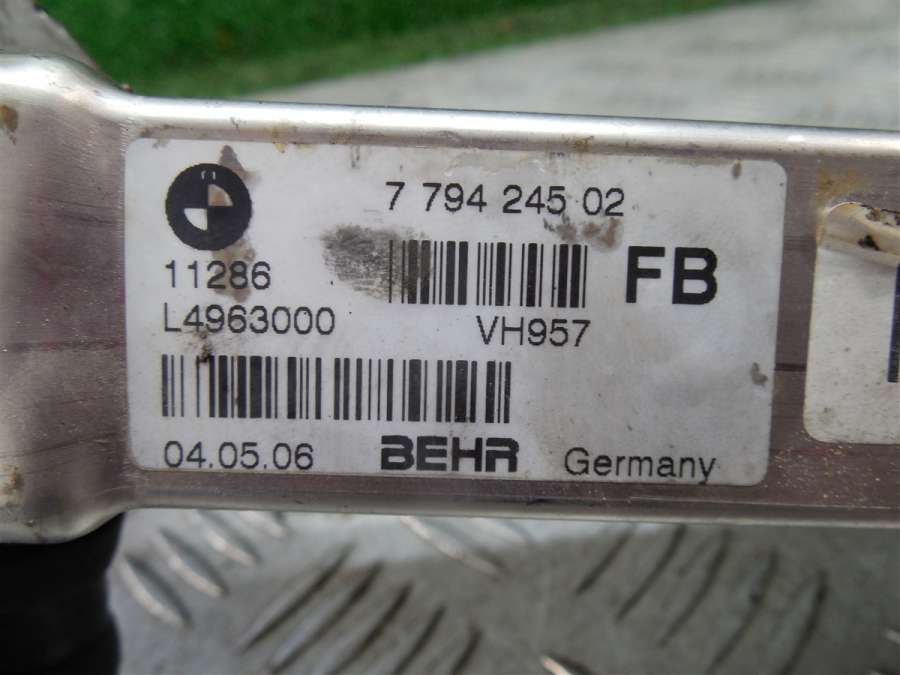 7 794 245 02
11286
FB
L4963000
VH957
04.05.06 BEHR Germany